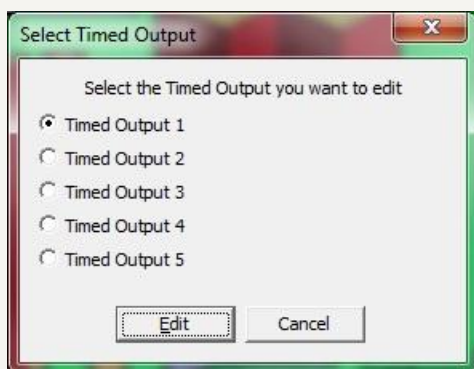 Select Timed Output
Select the Timed Output you want to edit
Timed Output 1
Timed Output 2
Timed Output 3
Timed Output 4
Timed Output 5
Edit Cancel